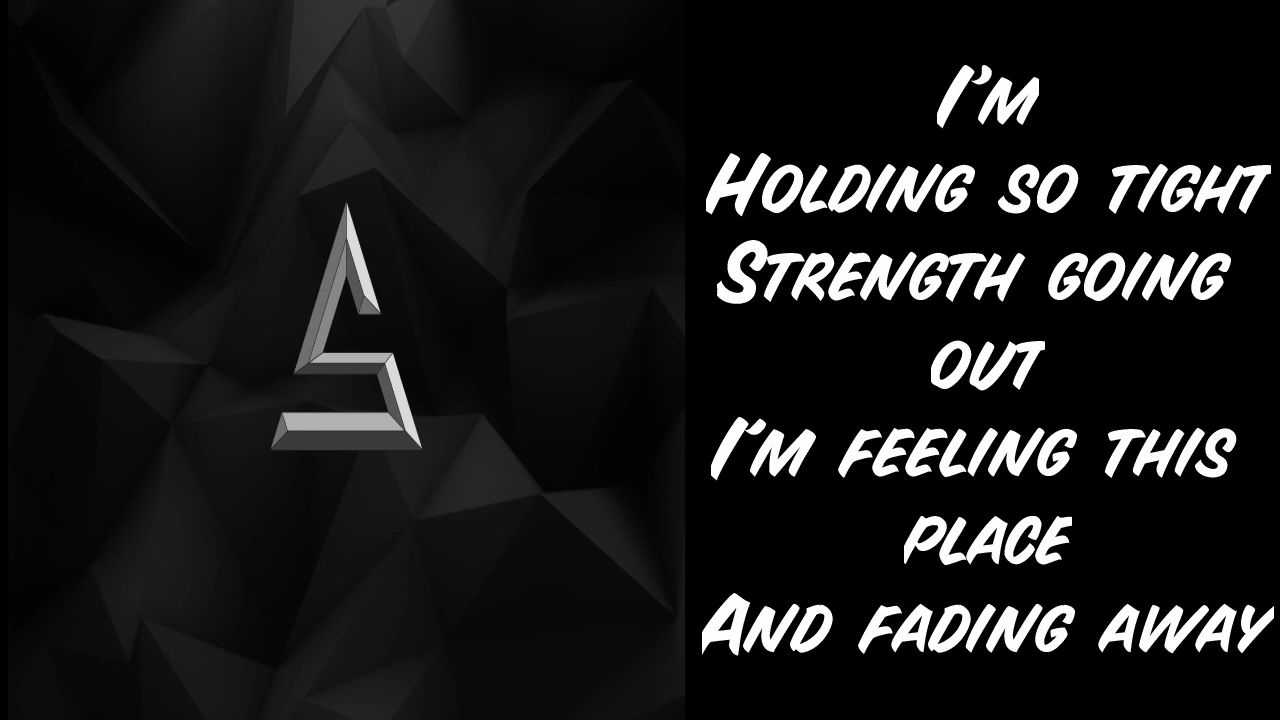 I'm
Holding so tight
Strength going
out
I'm feeling this
place
And fading away